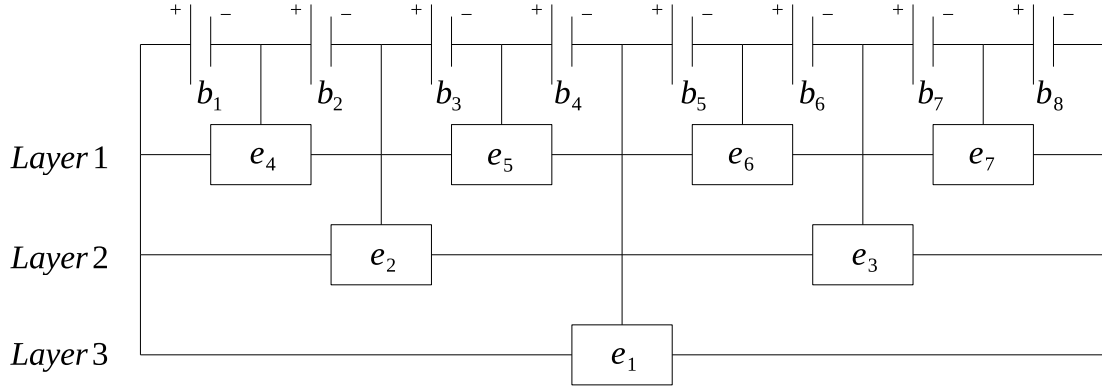 + − + − + − + − + − + − + − + −
b₁ b₂ b₃ b₄ b₅ b₆ b₇ b₈
Layer 1 e₄ e₅ e₆ e₇
Layer 2 e₂ e₃
Layer 3 e₁